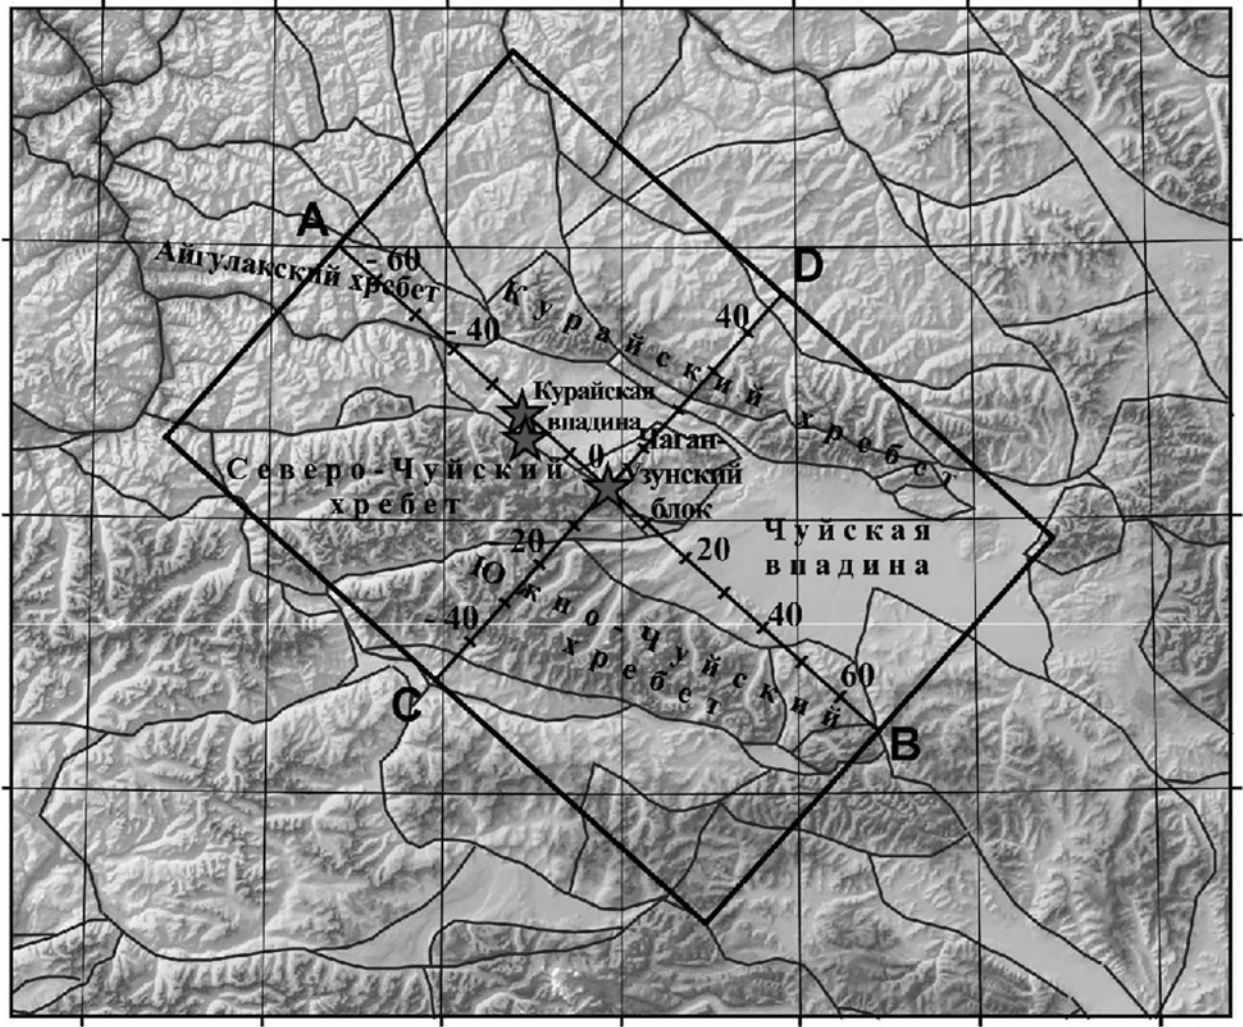 A
D
- 60
Айгулакский хребет
40
- 40
Курайский хребет
Курайская
впадина
0
Чаган-
Узунский
блок
Северо-Чуйский
хребет
Чуйская
впадина
20
20
Южно-Чуйский
хребет
- 40
40
60
C
B